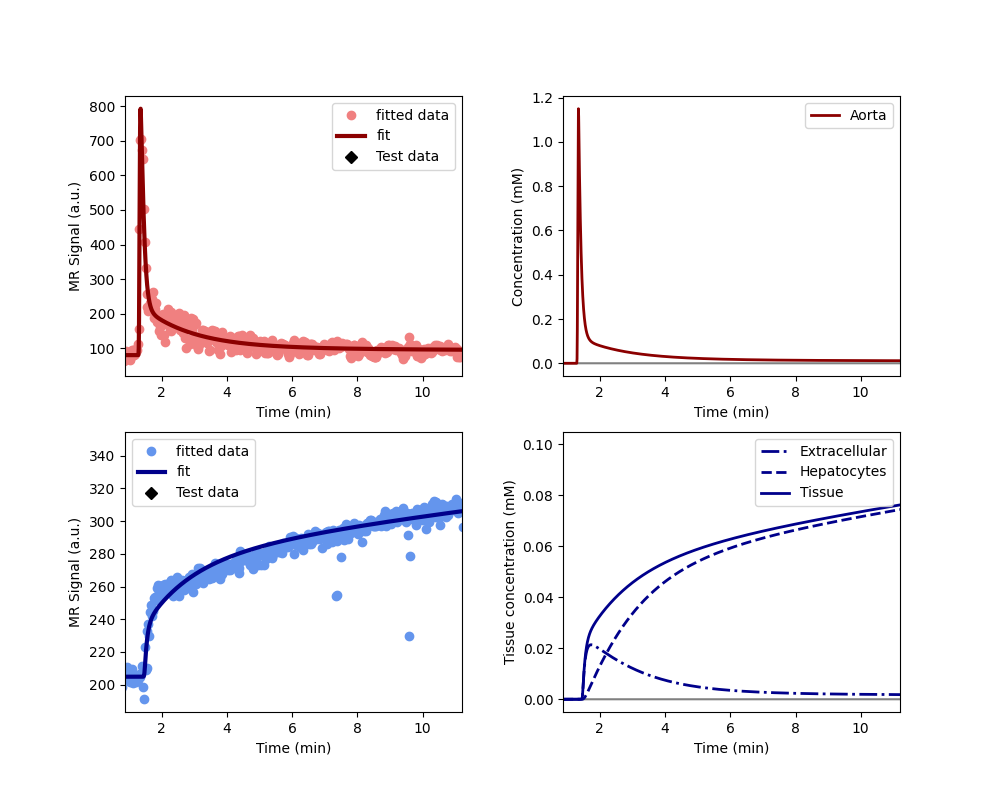 800
700
600
500
400
300
200
100
MR Signal (a.u.)
fitted data
fit
Test data
2 4 6 8 10
Time (min)
1.2
1.0
0.8
0.6
0.4
0.2
0.0
Concentration (mM)
Aorta
2 4 6 8 10
Time (min)
340
320
300
280
260
240
220
200
MR Signal (a.u.)
fitted data
fit
Test data
2 4 6 8 10
Time (min)
0.10
0.08
0.06
0.04
0.02
0.00
Tissue concentration (mM)
Extracellular
Hepatocytes
Tissue
2 4 6 8 10
Time (min)